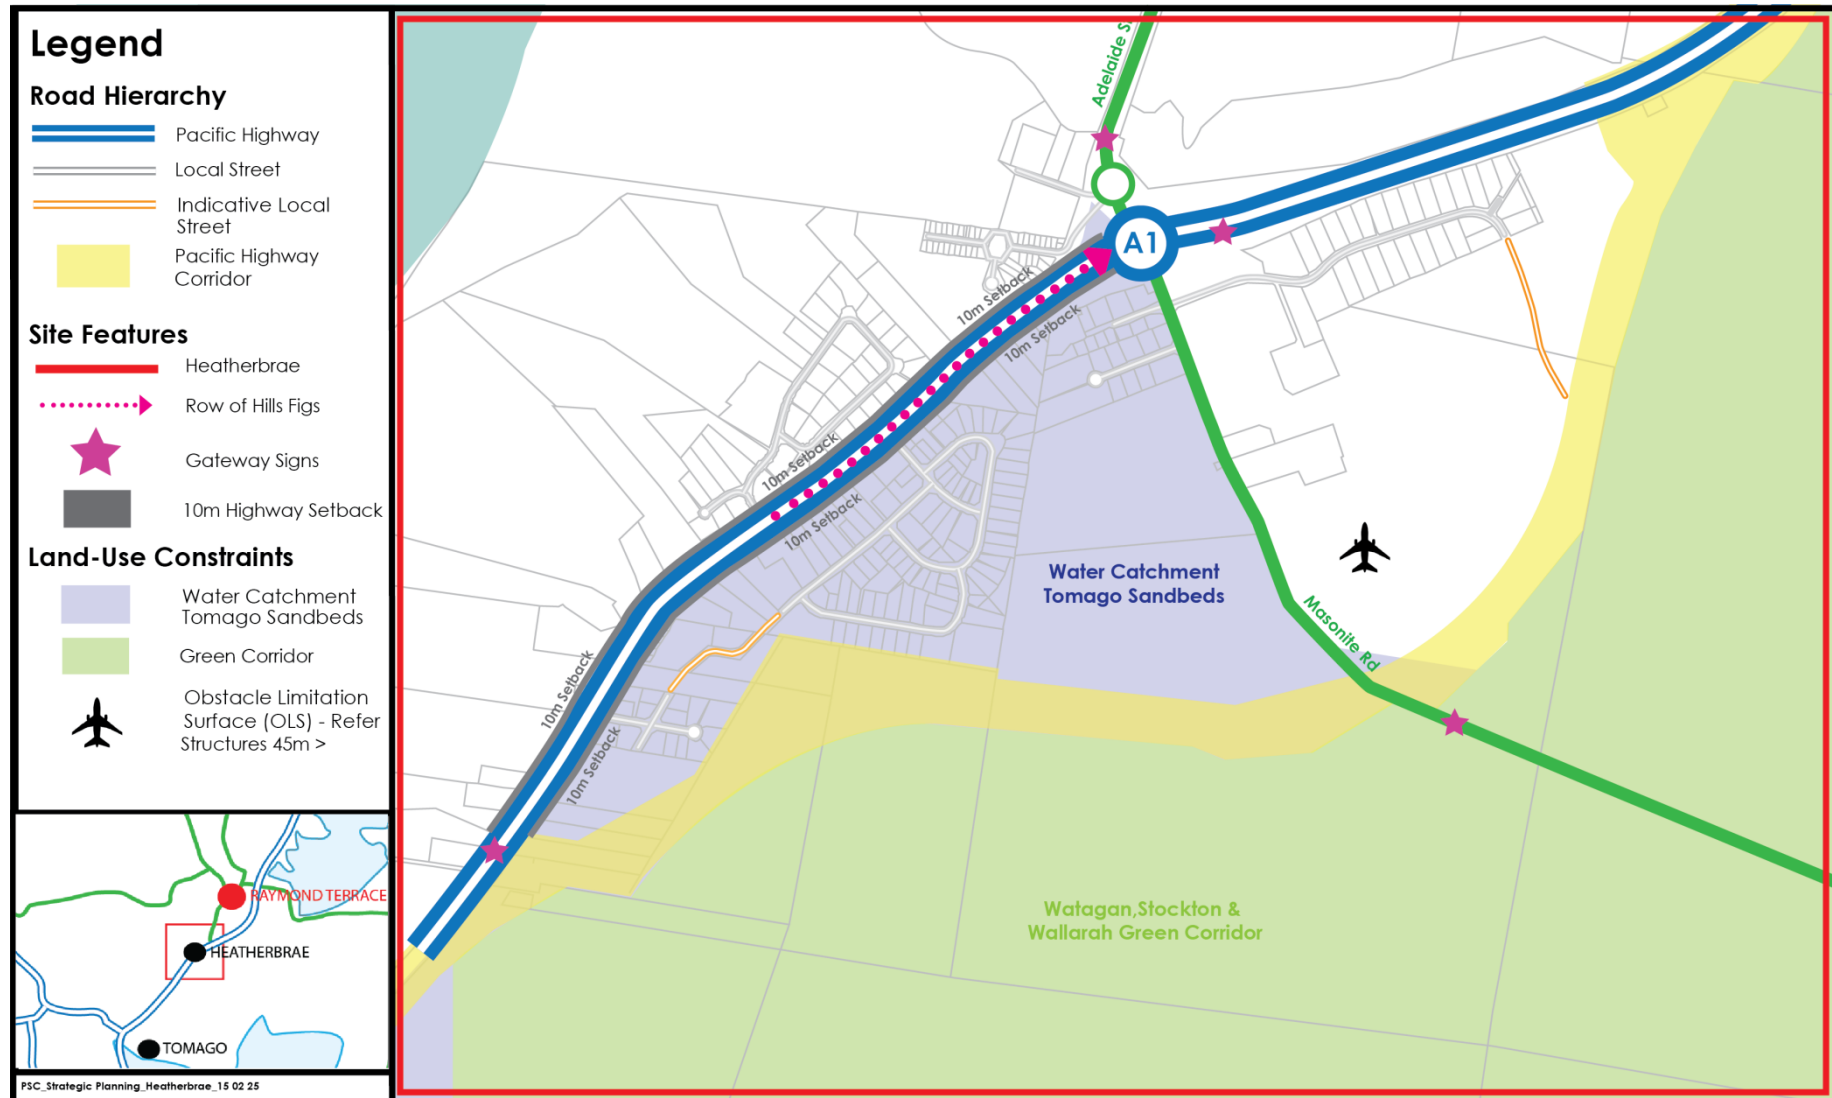 Legend
Road Hierarchy
Pacific Highway
Local Street
Indicative Local
Street
Pacific Highway
Corridor
Site Features
Heatherbrae
Row of Hills Figs
Gateway Signs
10m Highway Setback
Land-Use Constraints
Water Catchment
Tomago Sandbeds
Green Corridor
Obstacle Limitation
Surface (OLS) - Refer
Structures 45m >
RAYMOND TERRACE
HEATHERBRAE
TOMAGO
PSC_Strategic Planning_Heatherbrae_15 02 25
Adelaide S
A1
10m Setback
10m Setback
10m Setback
10m Setback
10m Setback
10m Setback
Water Catchment
Tomago Sandbeds
Masonite Rd
Watagan,Stockton &
Wallarah Green Corridor